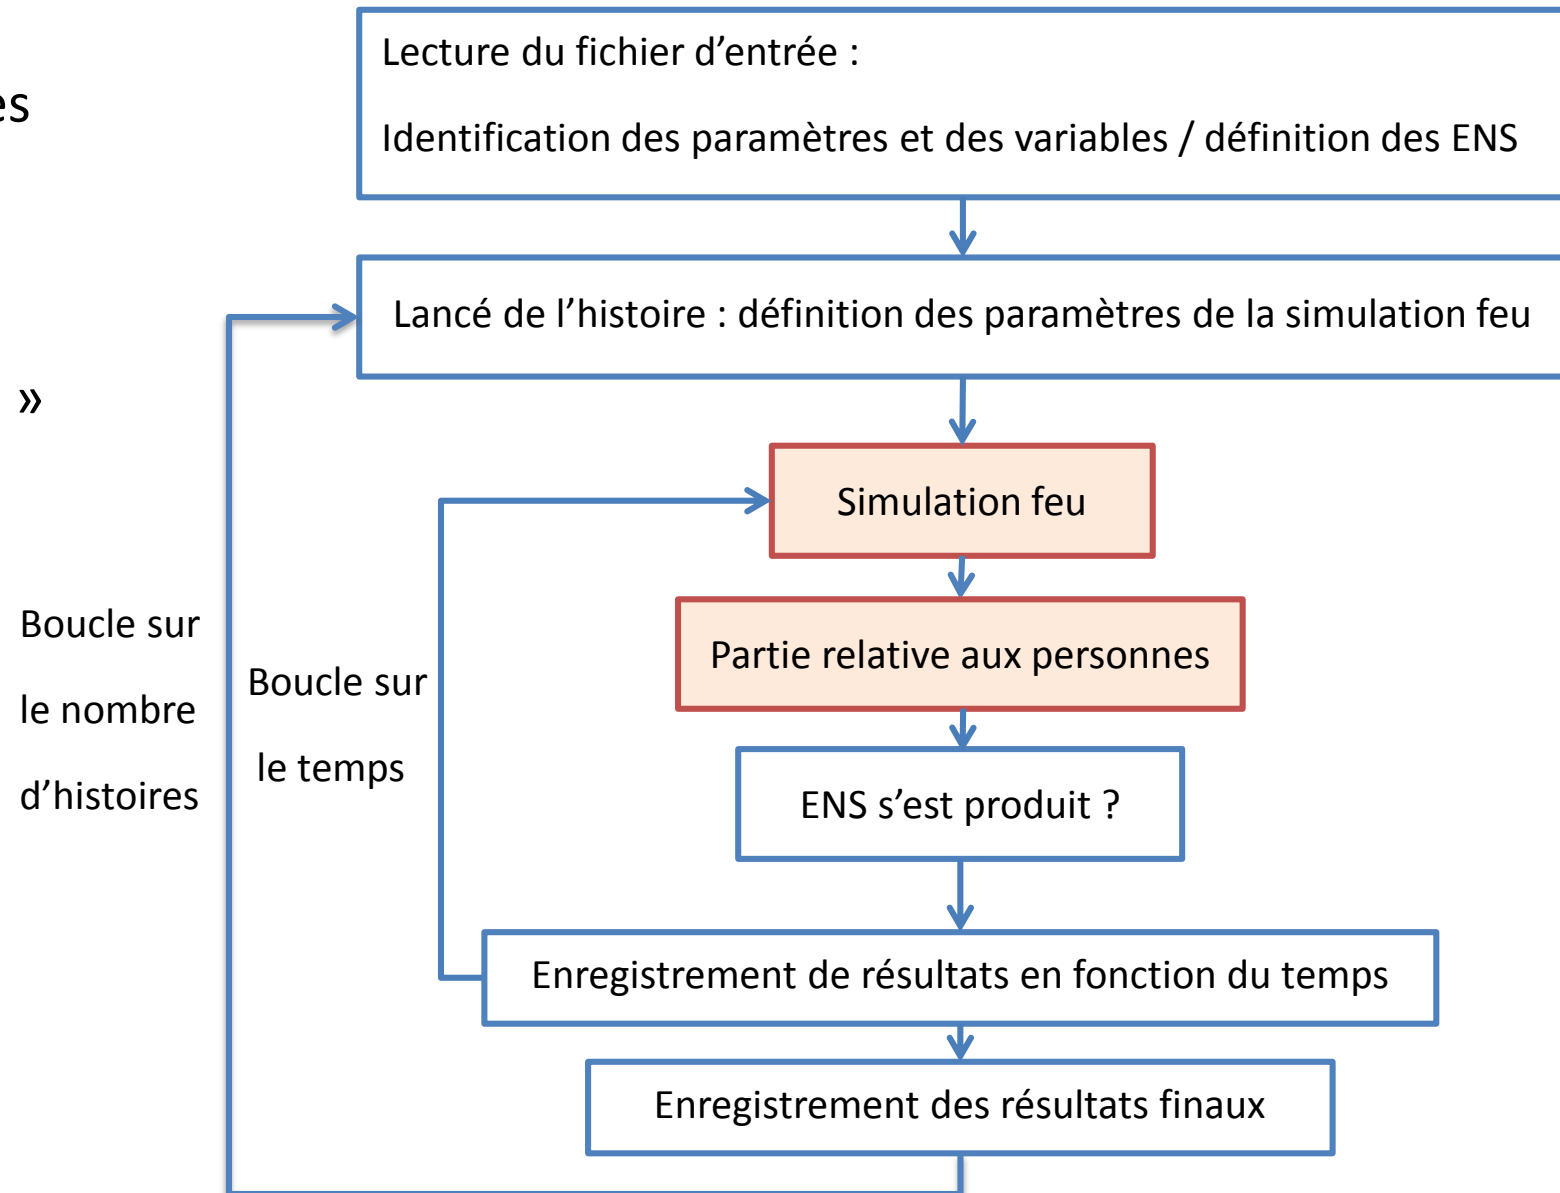 es
»
Lecture du fichier d’entrée :
Identification des paramètres et des variables / définition des ENS
Lancé de l’histoire : définition des paramètres de la simulation feu
Simulation feu
Partie relative aux personnes
ENS s’est produit ?
Enregistrement de résultats en fonction du temps
Enregistrement des résultats finaux
Boucle sur
le temps
Boucle sur
le nombre
d’histoires